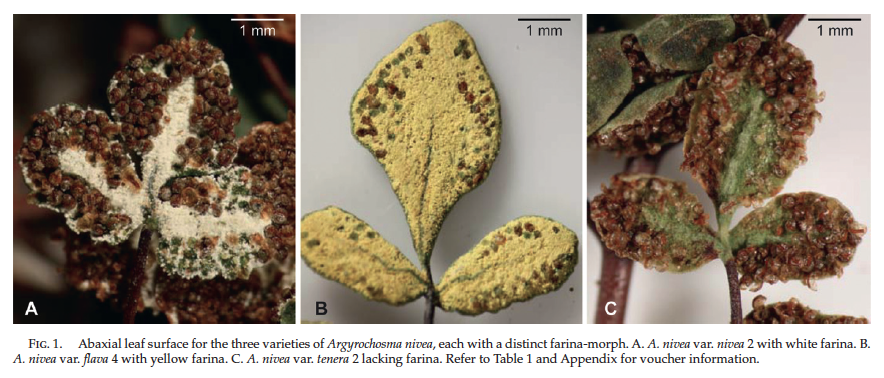 1 mm
1 mm
1 mm
A
B
C
FIG. 1. Abaxial leaf surface for the three varieties of Argyrochosma nivea, each with a distinct farina-morph. A. A. nivea var. nivea 2 with white farina. B.
A. nivea var. flava 4 with yellow farina. C. A. nivea var. tenera 2 lacking farina. Refer to Table 1 and Appendix for voucher information.